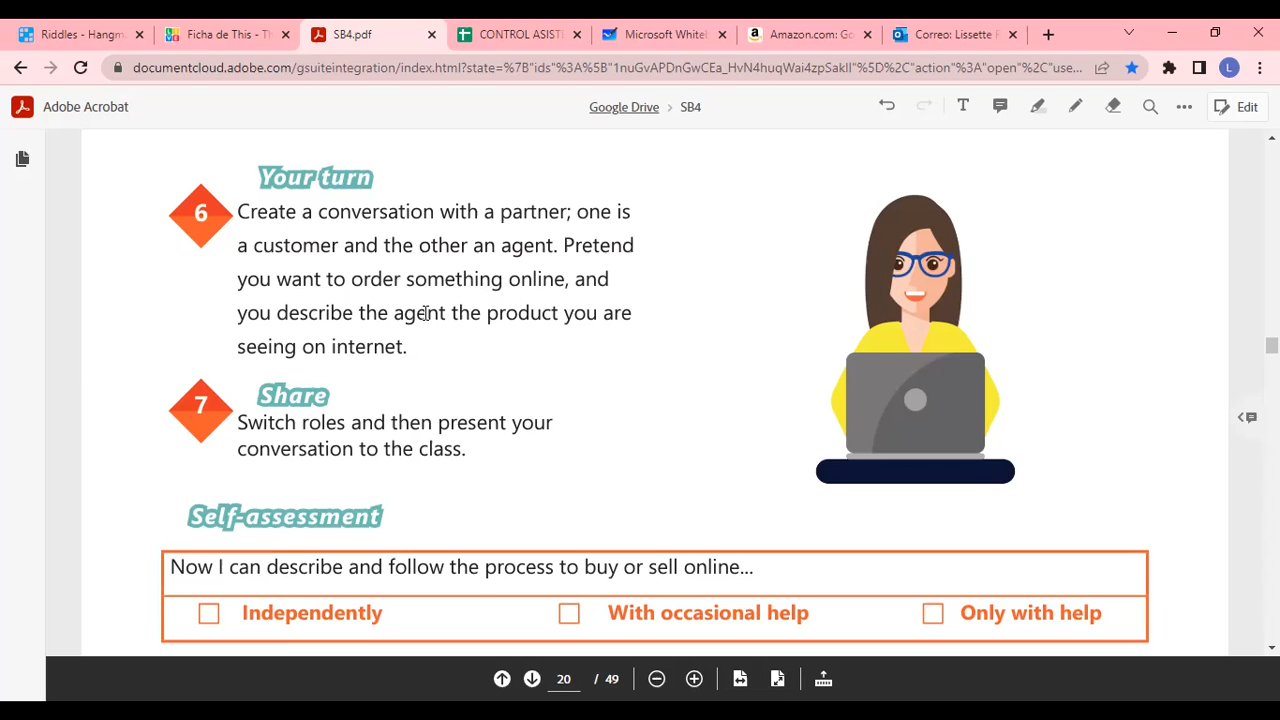 Riddles - Hangm
Ficha de This - Th
SB4.pdf
CONTROL ASIST
Microsoft Whiteb
Amazon.com: Go
Correo: Lissette F
documentcloud.adobe.com/gsuiteintegration/index.html?state=%7B"ids"%3A%5B"1nuGvAPDnGwCEa_HvN4huqWai4zpSakIl"%5D%2C"action"%3A"open"%2C"use...
L
Adobe Acrobat
Google Drive > SB4
Edit
Your turn
6
Create a conversation with a partner; one is
a customer and the other an agent. Pretend
you want to order something online, and
you describe the agent the product you are
seeing on internet.
7
Share
Switch roles and then present your
conversation to the class.
Self-assessment
Now I can describe and follow the process to buy or sell online...
Independently
With occasional help
Only with help
20 / 49